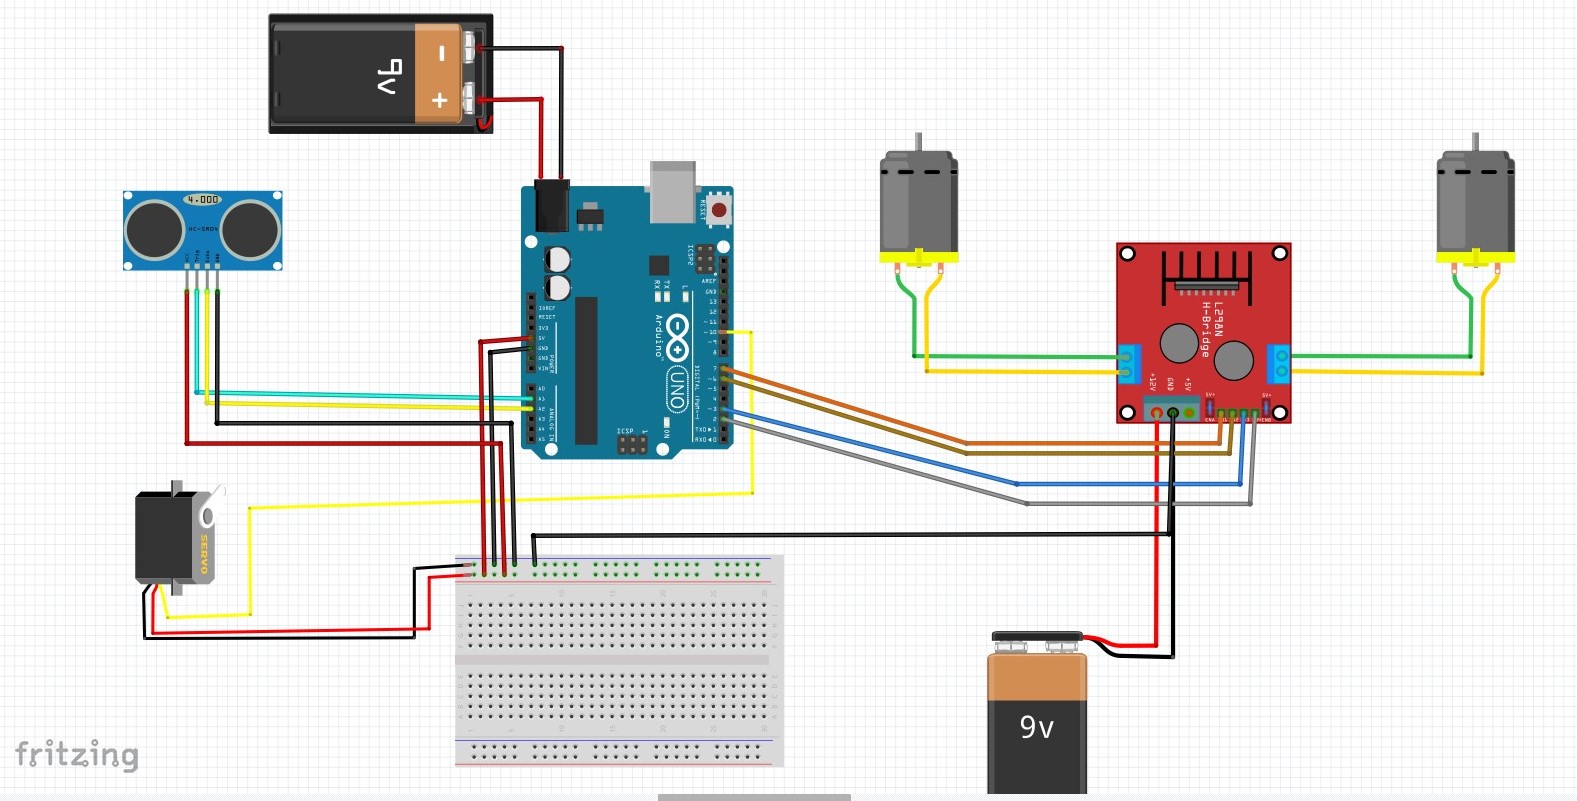 9v
-
+
4.000
HC-SR04
RESET
ICSP2
AREF
GND
13
12
~11
~10
~9
8
L
TX
RX
Arduino
UNO
IOREF
RESET
3V3
5V
GND
GND
VIN
POWER
A0
A1
A2
A3
A4
A5
ANALOG IN
7
~6
~5
4
~3
2
TX0▶1
RX0◀0
DIGITAL (PWM~)
ON
ICSP
1
L298N
H-Bridge
+12V
GND
+5V
5V+
5V+
ENA
SERVO
9v
fritzing